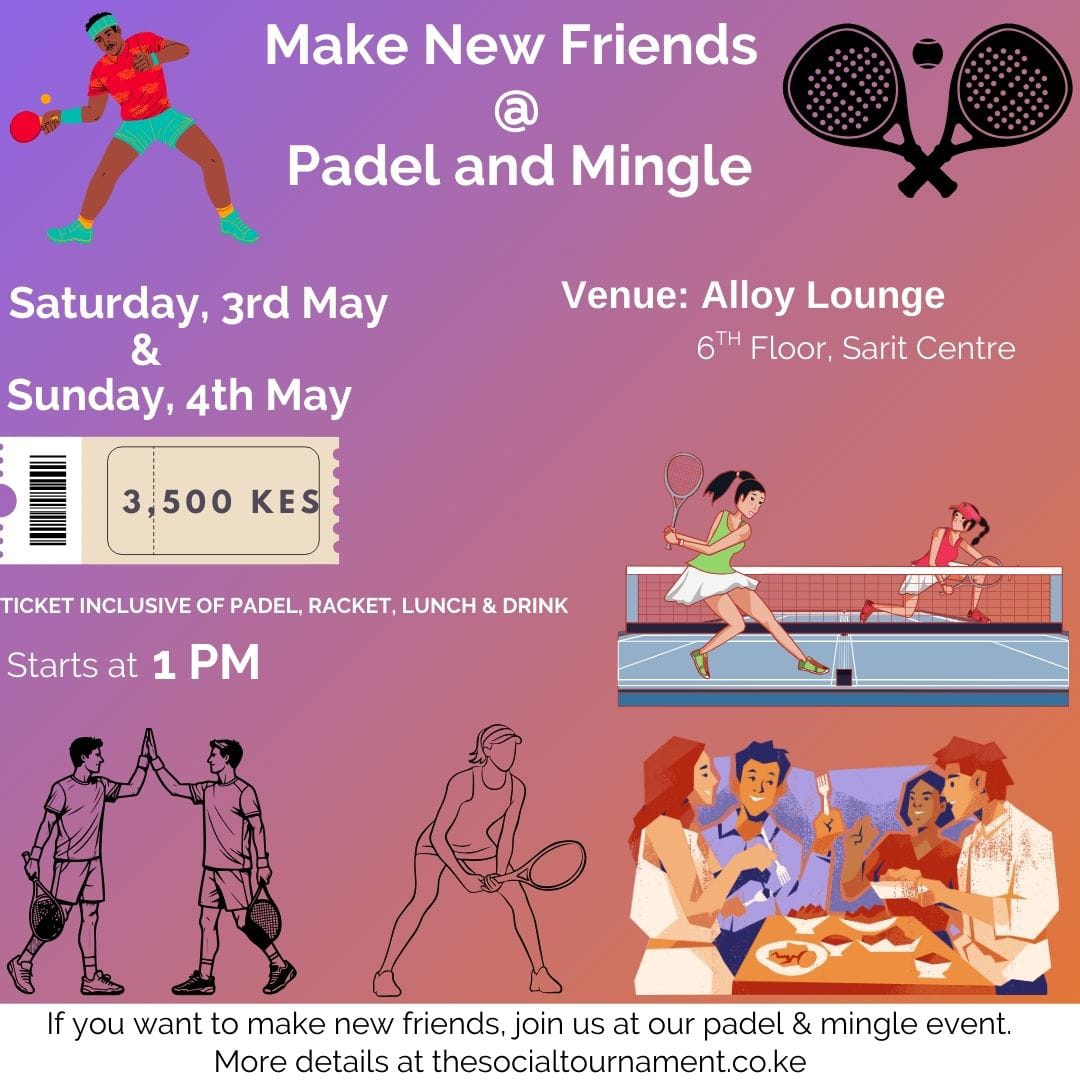 Make New Friends
@
Padel and Mingle
Saturday, 3rd May
&
Sunday, 4th May
Venue: Alloy Lounge
6TH Floor, Sarit Centre
3,500 KES
TICKET INCLUSIVE OF PADEL, RACKET, LUNCH & DRINK
Starts at 1 PM
If you want to make new friends, join us at our padel & mingle event.
More details at thesocialtournament.co.ke